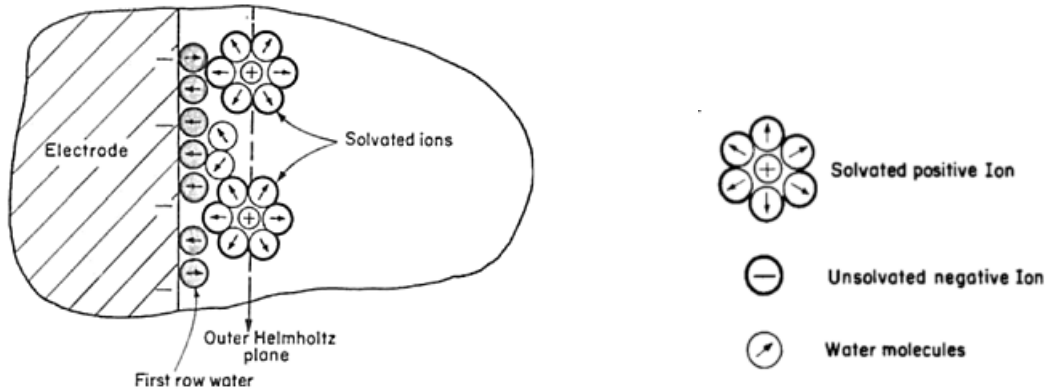 Electrode
Solvated ions
Outer Helmholtz
plane
First row water
Solvated positive Ion
Unsolvated negative Ion
Water molecules